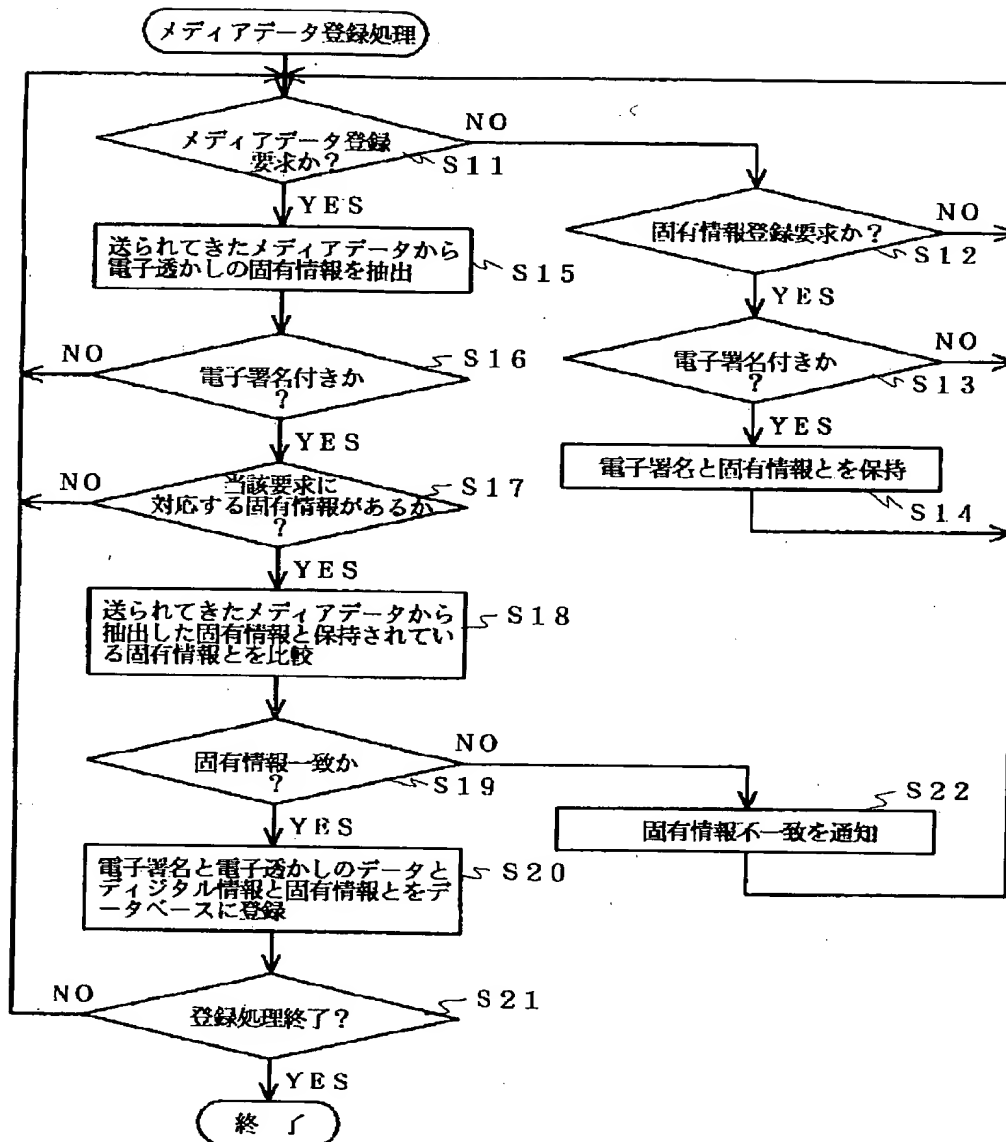 メディアデータ登録処理
メディアデータ登録
要求か?
S11
NO
YES
固有情報登録要求か?
S12
NO
YES
電子署名付きか
?
S13
NO
YES
電子署名と固有情報とを保持
S14
送られてきたメディアデータから
電子透かしの固有情報を抽出
S15
電子署名付きか
?
S16
NO
YES
当該要求に
対応する固有情報があるか
?
S17
NO
YES
送られてきたメディアデータから
抽出した固有情報と保持されてい
る固有情報とを比較
S18
固有情報一致か
?
S19
NO
YES
固有情報不一致を通知
S22
電子署名と電子透かしのデータと
ディジタル情報と固有情報とをデ
ータベースに登録
S20
登録処理終了?
S21
NO
YES
終 了